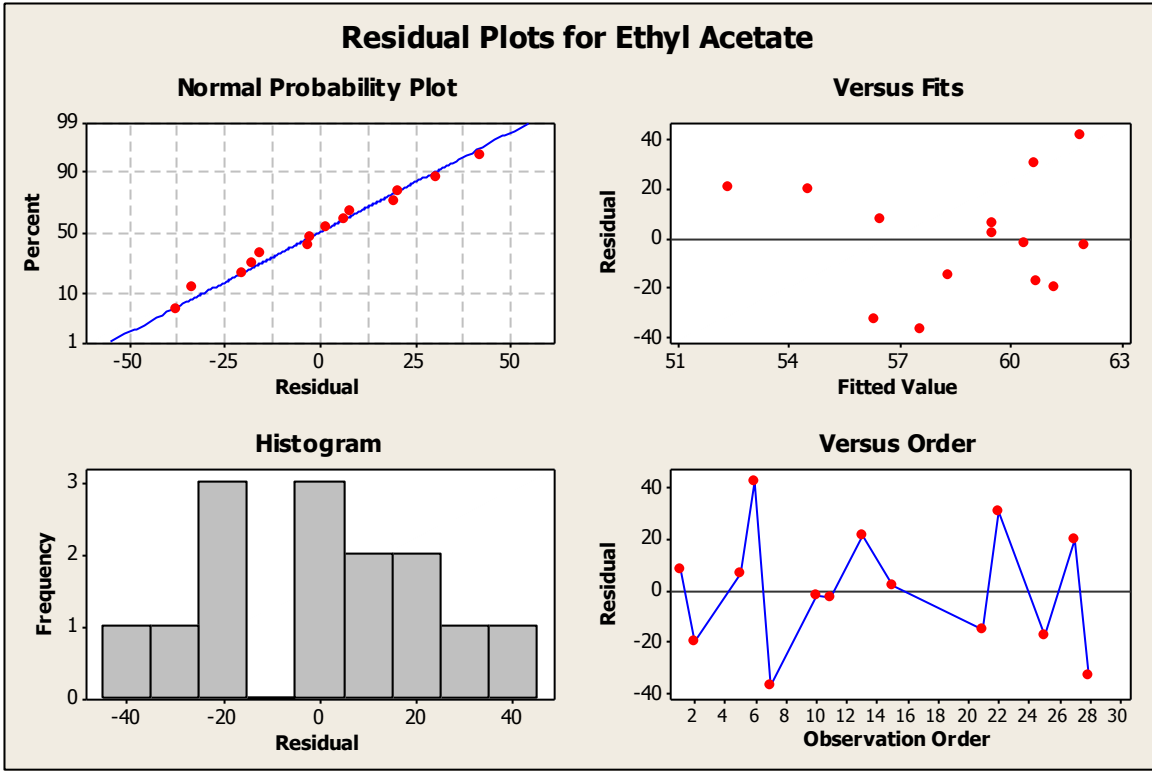 Residual Plots for Ethyl Acetate
Normal Probability Plot
99
90
50
10
1
Percent
-50 -25 0 25 50
Residual
Versus Fits
40
20
0
-20
-40
Residual
51 54 57 60 63
Fitted Value
Histogram
3
2
1
0
Frequency
-40 -20 0 20 40
Residual
Versus Order
40
20
0
-20
-40
Residual
2 4 6 8 10 12 14 16 18 20 22 24 26 28 30
Observation Order